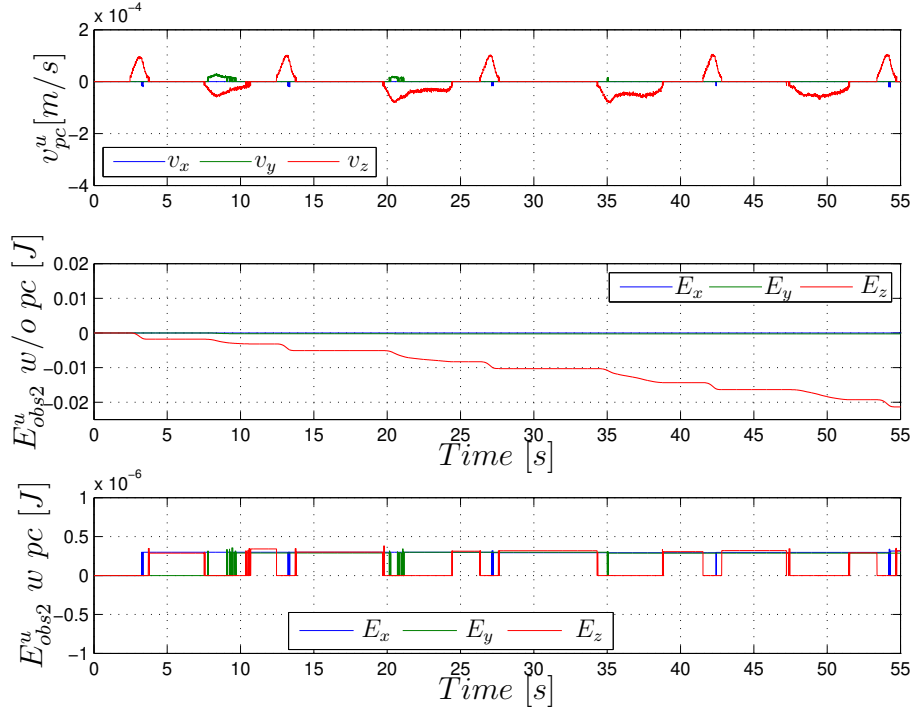 x 10⁻⁴
2
0
−2
−4
v_pc^u [m/s]
v_x v_y v_z
0 5 10 15 20 25 30 35 40 45 50 55
0.02
0.01
0
−0.01
−0.02
E_obs2^u w/o pc [J]
E_x E_y E_z
0 5 10 15 20 25 30 35 40 45 50 55
Time [s]
x 10⁻⁶
1
0.5
0
−0.5
−1
E_obs2^u w pc [J]
E_x E_y E_z
0 5 10 15 20 25 30 35 40 45 50 55
Time [s]